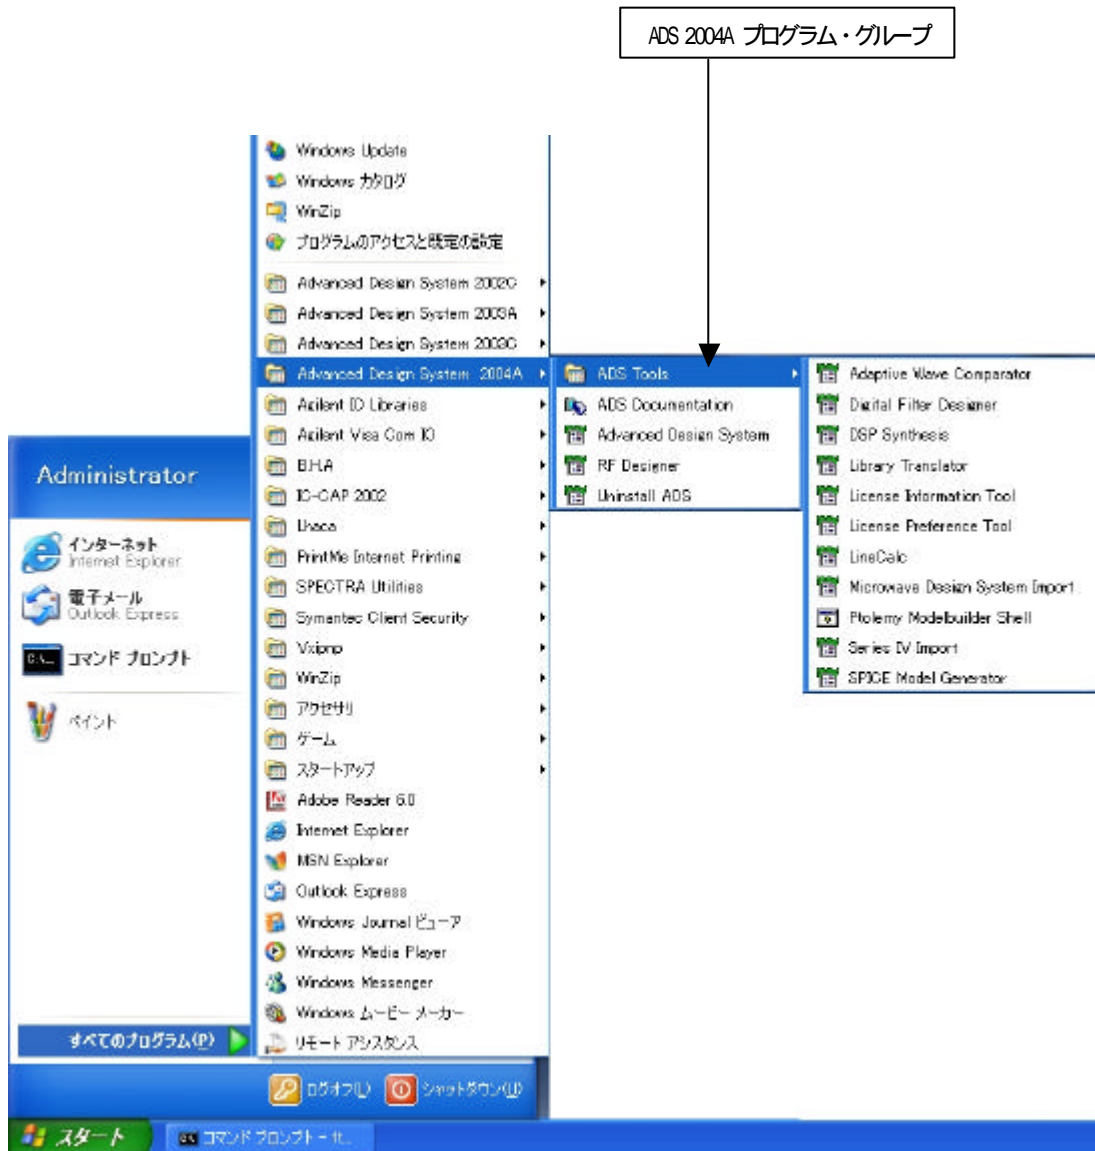 ADS 2004A プログラム・グループ
Windows Update
Windows カタログ
WinZip
プログラムのアクセスと既定の設定
Advanced Design System 2002C
Advanced Design System 2003A
Advanced Design System 2003C
Advanced Design System 2004A
Agilent IO Libraries
Agilent Visa Com IO
B.H.A
IC-CAP 2002
Lhaca
PrintMe Internet Printing
SPECTRA Utilities
Symantec Client Security
Vxipnp
WinZip
アクセサリ
ゲーム
スタートアップ
Adobe Reader 6.0
Internet Explorer
MSN Explorer
Outlook Express
Windows Journal ビューア
Windows Media Player
Windows Messenger
Windows ムービー メーカー
リモート アシスタンス
ADS Tools
ADS Documentation
Advanced Design System
RF Designer
Uninstall ADS
Adaptive Wave Comparator
Digital Filter Designer
DSP Synthesis
Library Translator
License Information Tool
License Preference Tool
LineCalc
Microwave Design System Import
Ptolemy Modelbuilder Shell
Series IV Import
SPICE Model Generator
Administrator
インターネット
Internet Explorer
電子メール
Outlook Express
コマンド プロンプト
ペイント
すべてのプログラム(P)
ログオフ(L)
シャットダウン(U)
スタート
コマンド プロンプト - t...